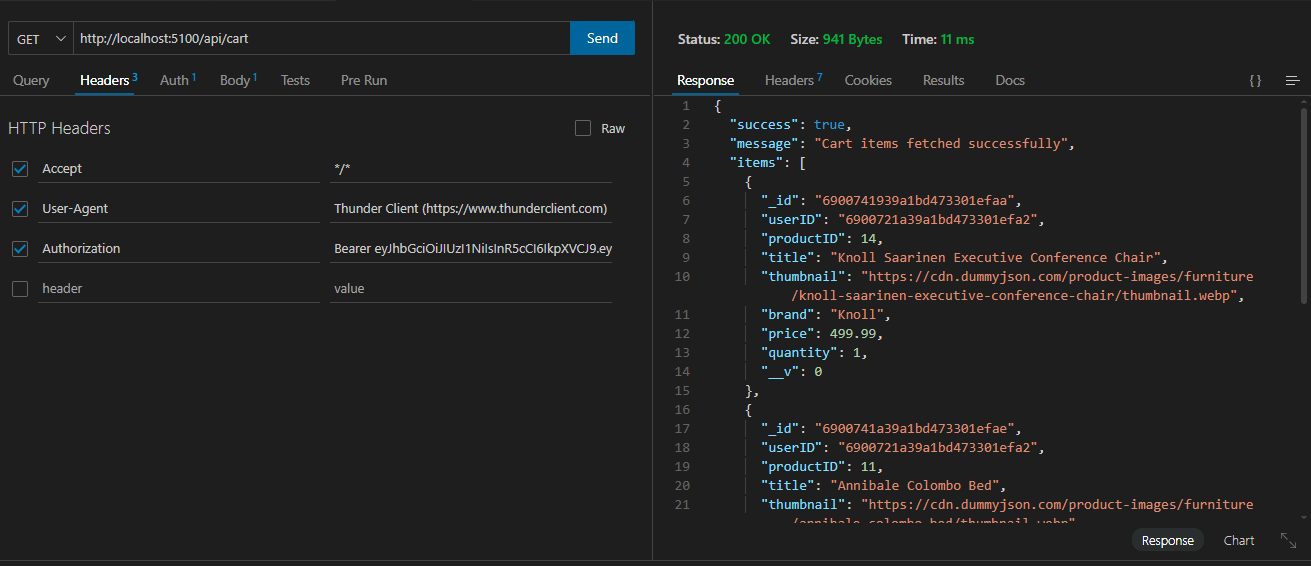 GET http://localhost:5100/api/cart Send
Query Headers 3 Auth 1 Body 1 Tests Pre Run
HTTP Headers Raw
Accept */*
User-Agent Thunder Client (https://www.thunderclient.com)
Authorization Bearer eyJhbGciOiJIUzI1NiIsInR5cCI6IkpXVCJ9.ey
header value
Status: 200 OK Size: 941 Bytes Time: 11 ms
Response Headers 7 Cookies Results Docs { }
1 {
2 "success": true,
3 "message": "Cart items fetched successfully",
4 "items": [
5 {
6 "_id": "6900741939a1bd473301efaa",
7 "userID": "6900721a39a1bd473301efa2",
8 "productID": 14,
9 "title": "Knoll Saarinen Executive Conference Chair",
10 "thumbnail": "https://cdn.dummyjson.com/product-images/furniture
/knoll-saarinen-executive-conference-chair/thumbnail.webp",
11 "brand": "Knoll",
12 "price": 499.99,
13 "quantity": 1,
14 "__v": 0
15 },
16 {
17 "_id": "6900741a39a1bd473301efae",
18 "userID": "6900721a39a1bd473301efa2",
19 "productID": 11,
20 "title": "Annibale Colombo Bed",
21 "thumbnail": "https://cdn.dummyjson.com/product-images/furniture
/annibale-colombo-bed/thumbnail.webp"
Response Chart